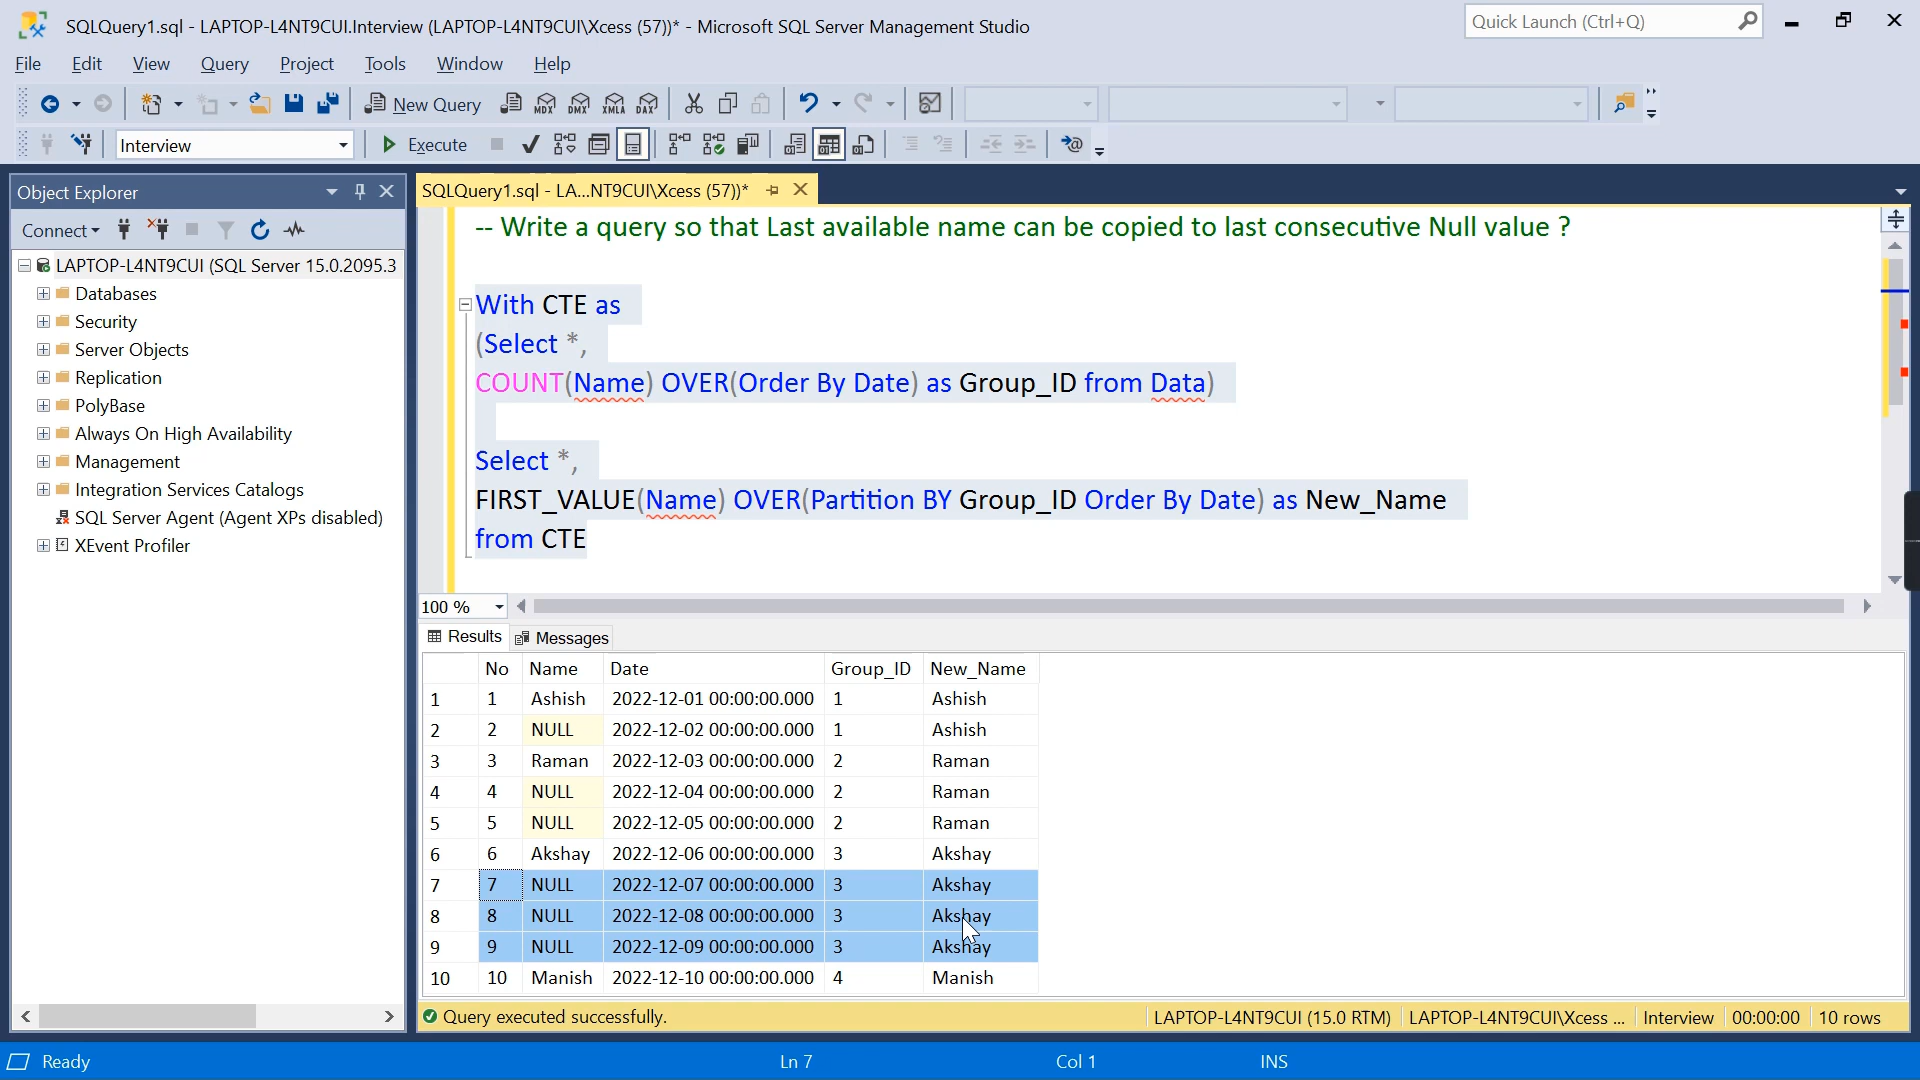 SQLQuery1.sql - LAPTOP-L4NT9CUI.Interview (LAPTOP-L4NT9CUI\Xcess (57))* - Microsoft SQL Server Management Studio
Quick Launch (Ctrl+Q)
File Edit View Query Project Tools Window Help
New Query MDX DMX XMLA DAX
Interview Execute
Object Explorer
SQLQuery1.sql - LA...NT9CUI\Xcess (57))*
Connect
LAPTOP-L4NT9CUI (SQL Server 15.0.2095.3
Databases
Security
Server Objects
Replication
PolyBase
Always On High Availability
Management
Integration Services Catalogs
SQL Server Agent (Agent XPs disabled)
XEvent Profiler
-- Write a query so that Last available name can be copied to last consecutive Null value ?
With CTE as
(Select *,
COUNT(Name) OVER(Order By Date) as Group_ID from Data)
Select *,
FIRST_VALUE(Name) OVER(Partition BY Group_ID Order By Date) as New_Name
from CTE
100 %
Results Messages
No Name Date Group_ID New_Name
1 1 Ashish 2022-12-01 00:00:00.000 1 Ashish
2 2 NULL 2022-12-02 00:00:00.000 1 Ashish
3 3 Raman 2022-12-03 00:00:00.000 2 Raman
4 4 NULL 2022-12-04 00:00:00.000 2 Raman
5 5 NULL 2022-12-05 00:00:00.000 2 Raman
6 6 Akshay 2022-12-06 00:00:00.000 3 Akshay
7 7 NULL 2022-12-07 00:00:00.000 3 Akshay
8 8 NULL 2022-12-08 00:00:00.000 3 Akshay
9 9 NULL 2022-12-09 00:00:00.000 3 Akshay
10 10 Manish 2022-12-10 00:00:00.000 4 Manish
Query executed successfully.
LAPTOP-L4NT9CUI (15.0 RTM) LAPTOP-L4NT9CUI\Xcess ... Interview 00:00:00 10 rows
Ready Ln 7 Col 1 INS